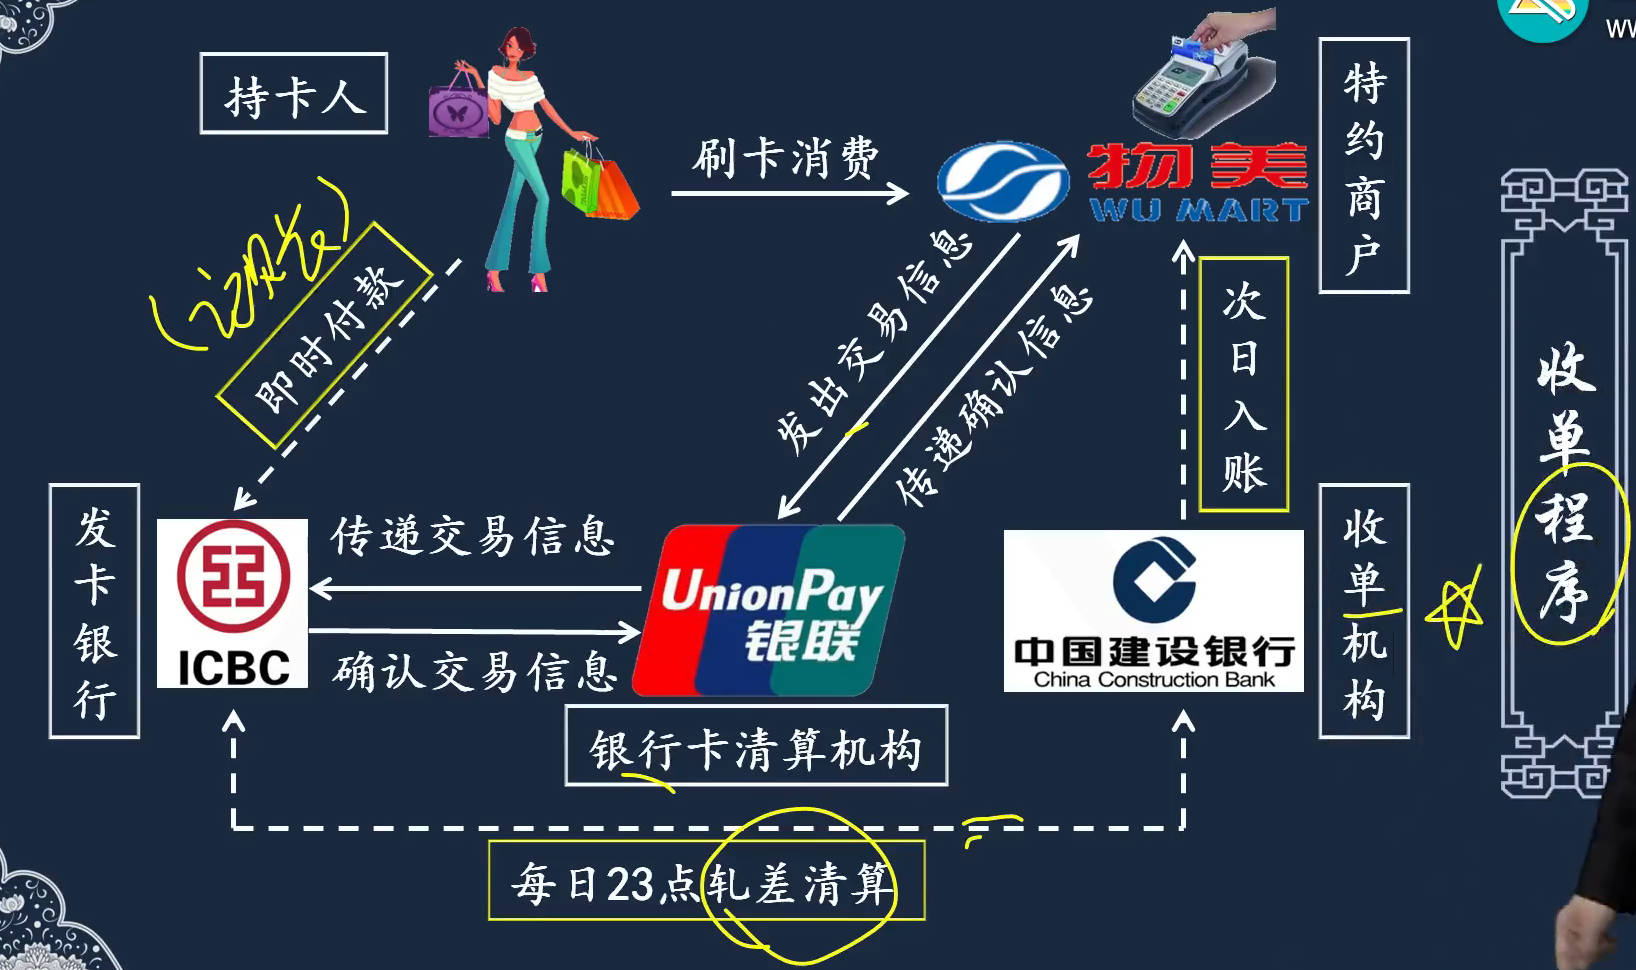 持卡人
刷卡消费
物美
WU MART
特约商户
即时付款
发出交易信息
传递确认信息
次日入账
收单程序
发卡银行
ICBC
传递交易信息
确认交易信息
UnionPay
银联
银行卡清算机构
中国建设银行
China Construction Bank
收单机构
每日23点轧差清算